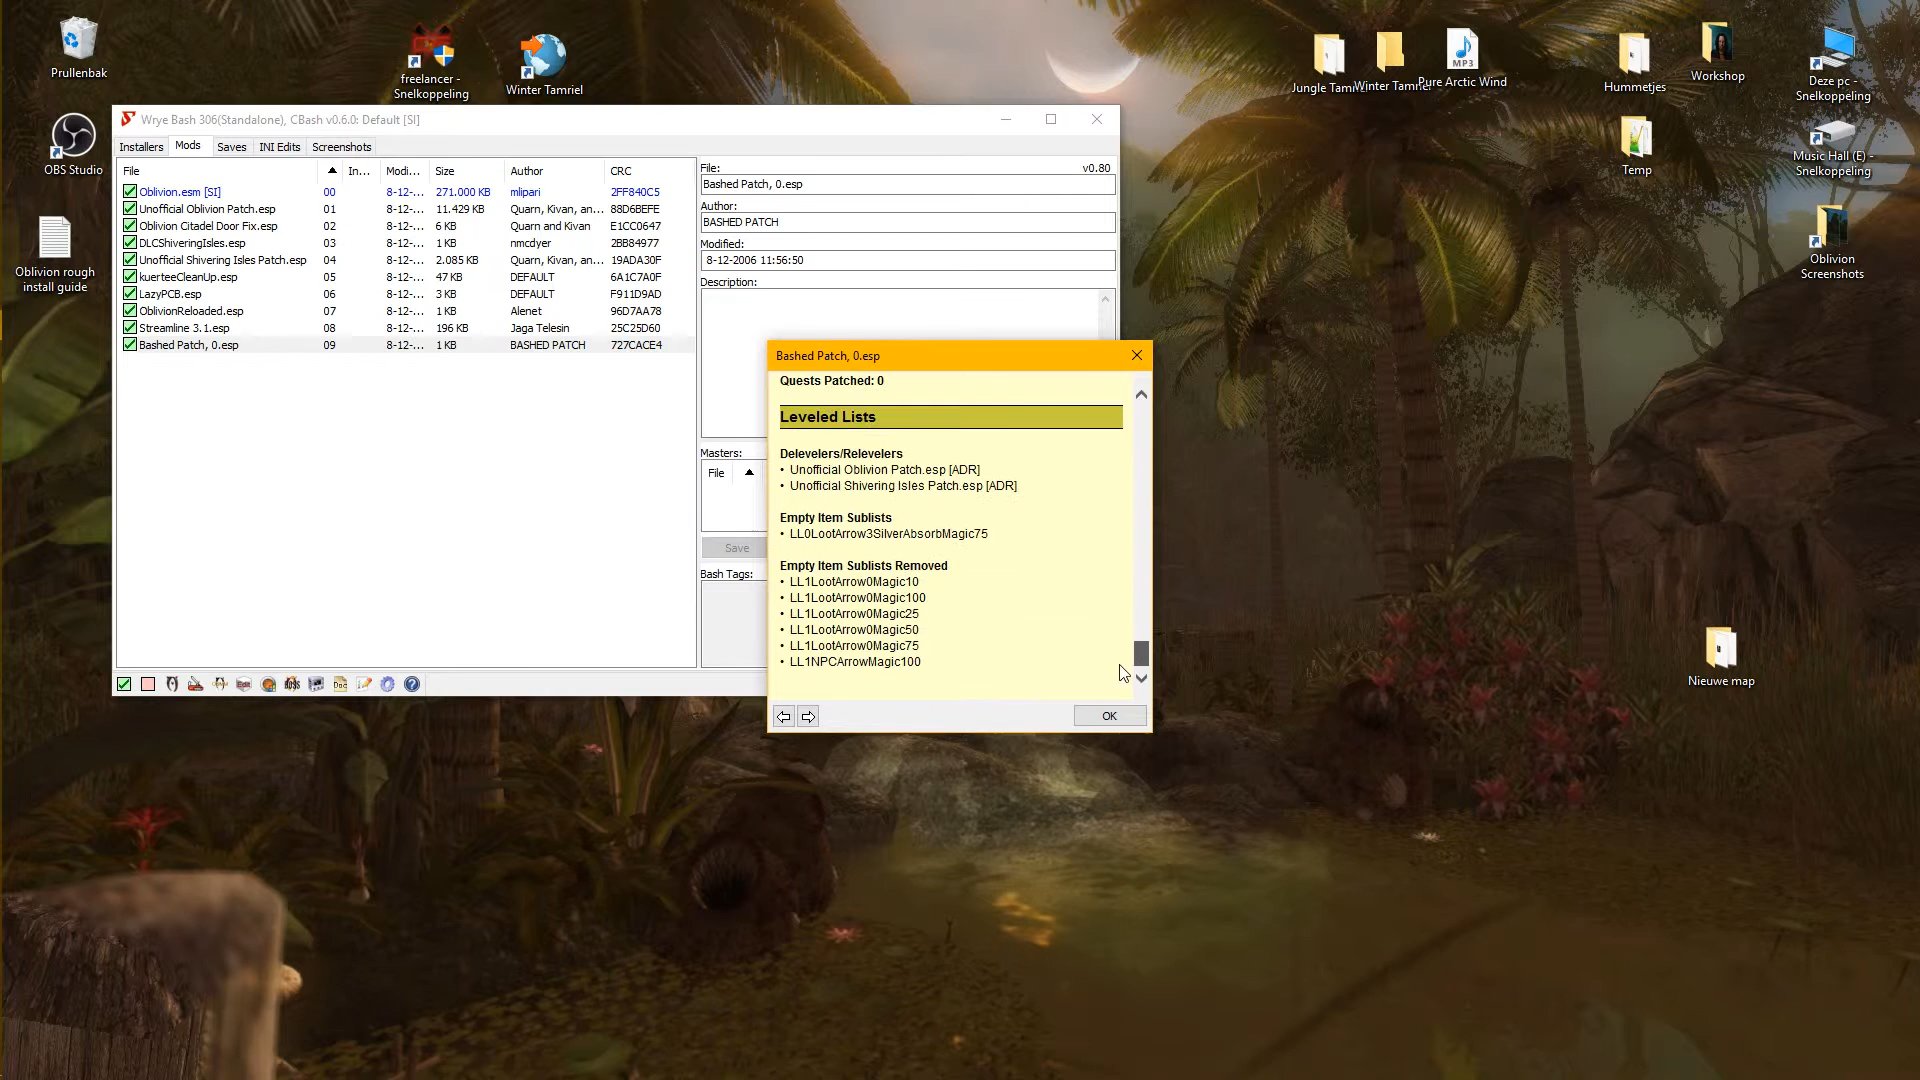 Prullenbak
freelancer -
Snelkoppeling
Winter Tamriel
Jungle Tamr
Winter Tamrie
Pure Arctic Wind
MP3
Hummetjes
Workshop
Deze pc -
Snelkoppeling
OBS Studio
Temp
Music Hall (E) -
Snelkoppeling
Oblivion rough
install guide
Oblivion
Screenshots
Nieuwe map
Wrye Bash 306(Standalone), CBash v0.6.0: Default [SI]
Installers Mods Saves INI Edits Screenshots
File In... Modi... Size Author CRC
Oblivion.esm [SI] 00 8-12-... 271.000 KB mlipari 2FF840C5
Unofficial Oblivion Patch.esp 01 8-12-... 11.429 KB Quarn, Kivan, an... 88D6BEFE
Oblivion Citadel Door Fix.esp 02 8-12-... 6 KB Quarn and Kivan E1CC0647
DLCShiveringIsles.esp 03 8-12-... 1 KB nmcdyer 2BB84977
Unofficial Shivering Isles Patch.esp 04 8-12-... 2.085 KB Quarn, Kivan, an... 19ADA30F
kuerteeCleanUp.esp 05 8-12-... 47 KB DEFAULT 6A1C7A0F
LazyPCB.esp 06 8-12-... 3 KB DEFAULT F911D9AD
OblivionReloaded.esp 07 8-12-... 1 KB Alenet 96D7AA78
Streamline 3.1.esp 08 8-12-... 196 KB Jaga Telesin 25C25D60
Bashed Patch, 0.esp 09 8-12-... 1 KB BASHED PATCH 727CACE4
File: v0.80
Bashed Patch, 0.esp
Author:
BASHED PATCH
Modified:
8-12-2006 11:56:50
Description:
Masters:
File
Save
Bash Tags:
Doc
Bashed Patch, 0.esp
Quests Patched: 0
Leveled Lists
Delevelers/Relevelers
• Unofficial Oblivion Patch.esp [ADR]
• Unofficial Shivering Isles Patch.esp [ADR]
Empty Item Sublists
• LL0LootArrow3SilverAbsorbMagic75
Empty Item Sublists Removed
• LL1LootArrow0Magic10
• LL1LootArrow0Magic100
• LL1LootArrow0Magic25
• LL1LootArrow0Magic50
• LL1LootArrow0Magic75
• LL1NPCArrowMagic100
OK